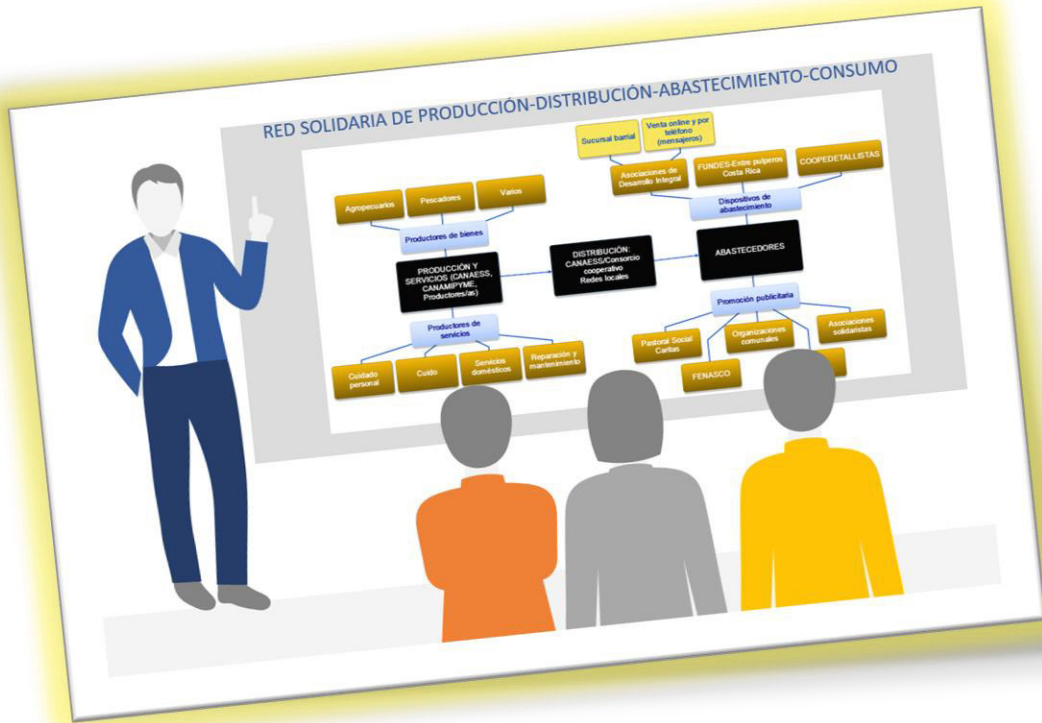 RED SOLIDARIA DE PRODUCCIÓN-DISTRIBUCIÓN-ABASTECIMIENTO-CONSUMO
Sucursal barrial
Venta online y por
teléfono
(mensajeros)
Agropecuarios
Pescadores
Varios
Asociaciones de
Desarrollo Integral
FUNDES-Entre pulperos
Costa Rica
COOPEDETALLISTAS
Productores de bienes
Dispositivos de
abastecimiento
PRODUCCIÓN Y
SERVICIOS (CANAESS,
CANAMIPYME,
Productores/as)
DISTRIBUCIÓN:
CANAESS/Consorcio
cooperativo
Redes locales
ABASTECEDORES
Productores de
servicios
Promoción publicitaria
Cuidado
personal
Cuido
Servicios
domésticos
Reparación y
mantenimiento
Pastoral Social
Caritas
FENASCO
Organizaciones
comunales
Asociaciones
solidaristas